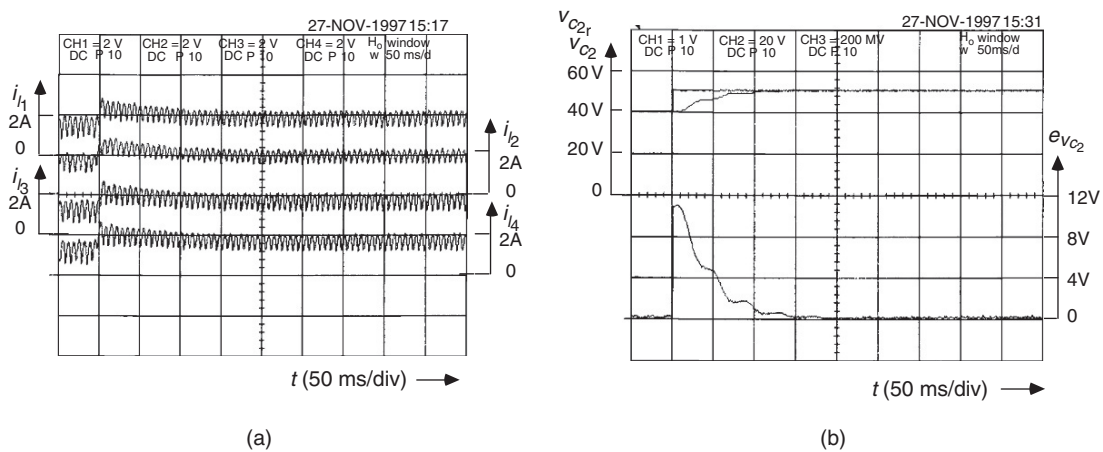 27-NOV-1997 15:17
CH1 = 2 V CH2 = 2 V CH3 = 2 V CH4 = 2 V Ho window
DC P 10 DC P 10 DC P 10 DC P 10 w 50 ms/d
il1
2A
0
il3
2A
0
il2
2A
0
il4
2A
0
t (50 ms/div)
(a)
vc2r
vc2
27-NOV-1997 15:31
CH1 = 1 V CH2 = 20 V CH3 = 200 MV Ho window
DC P 10 DC P 10 DC P 10 w 50ms/d
60 V
40 V
20 V
0
evc2
12V
8V
4V
0
t (50 ms/div)
(b)